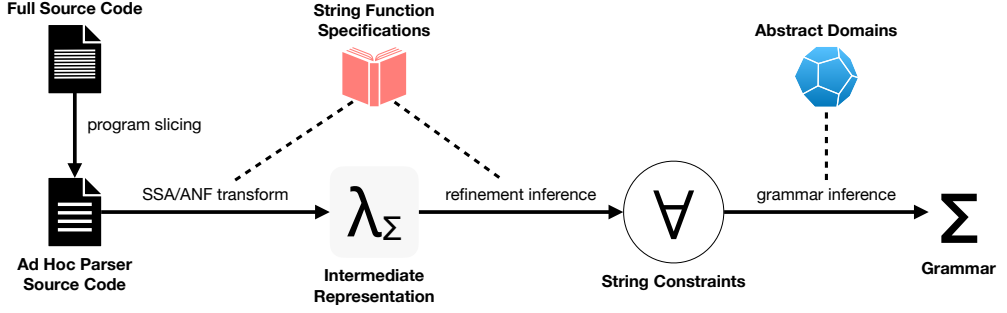 Full Source Code
String Function
Specifications
Abstract Domains
program slicing
SSA/ANF transform
refinement inference
grammar inference
λΣ
∀
Σ
Ad Hoc Parser
Source Code
Intermediate
Representation
String Constraints
Grammar